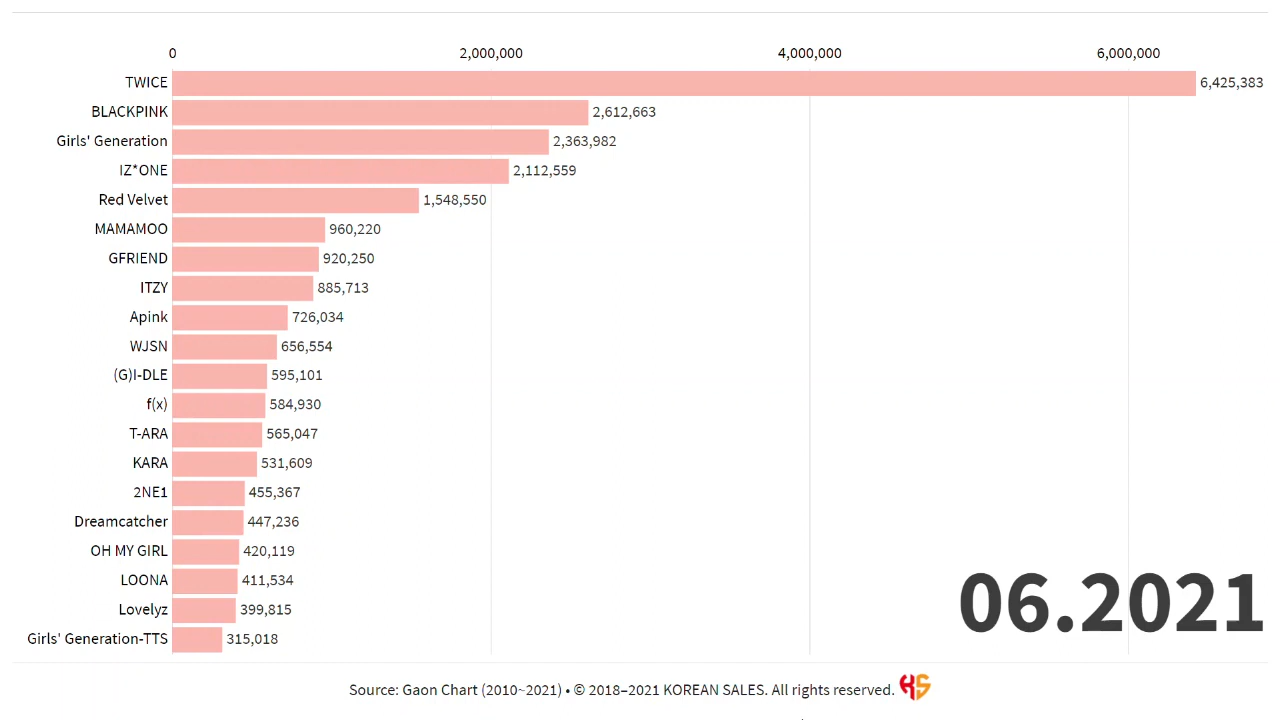 0 2,000,000 4,000,000 6,000,000
TWICE 6,425,383
BLACKPINK 2,612,663
Girls' Generation 2,363,982
IZ*ONE 2,112,559
Red Velvet 1,548,550
MAMAMOO 960,220
GFRIEND 920,250
ITZY 885,713
Apink 726,034
WJSN 656,554
(G)I-DLE 595,101
f(x) 584,930
T-ARA 565,047
KARA 531,609
2NE1 455,367
Dreamcatcher 447,236
OH MY GIRL 420,119
LOONA 411,534
Lovelyz 399,815
Girls' Generation-TTS 315,018
06.2021
Source: Gaon Chart (2010~2021) • © 2018–2021 KOREAN SALES. All rights reserved. KS